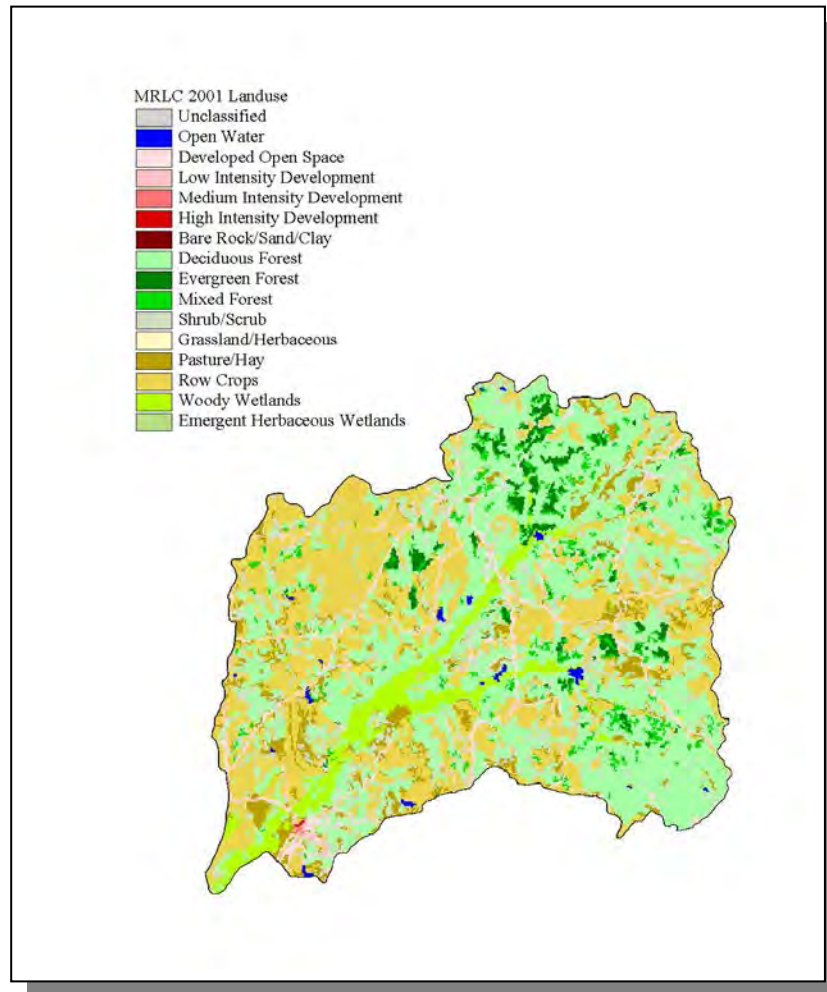 MRLC 2001 Landuse
Unclassified
Open Water
Developed Open Space
Low Intensity Development
Medium Intensity Development
High Intensity Development
Bare Rock/Sand/Clay
Deciduous Forest
Evergreen Forest
Mixed Forest
Shrub/Scrub
Grassland/Herbaceous
Pasture/Hay
Row Crops
Woody Wetlands
Emergent Herbaceous Wetlands